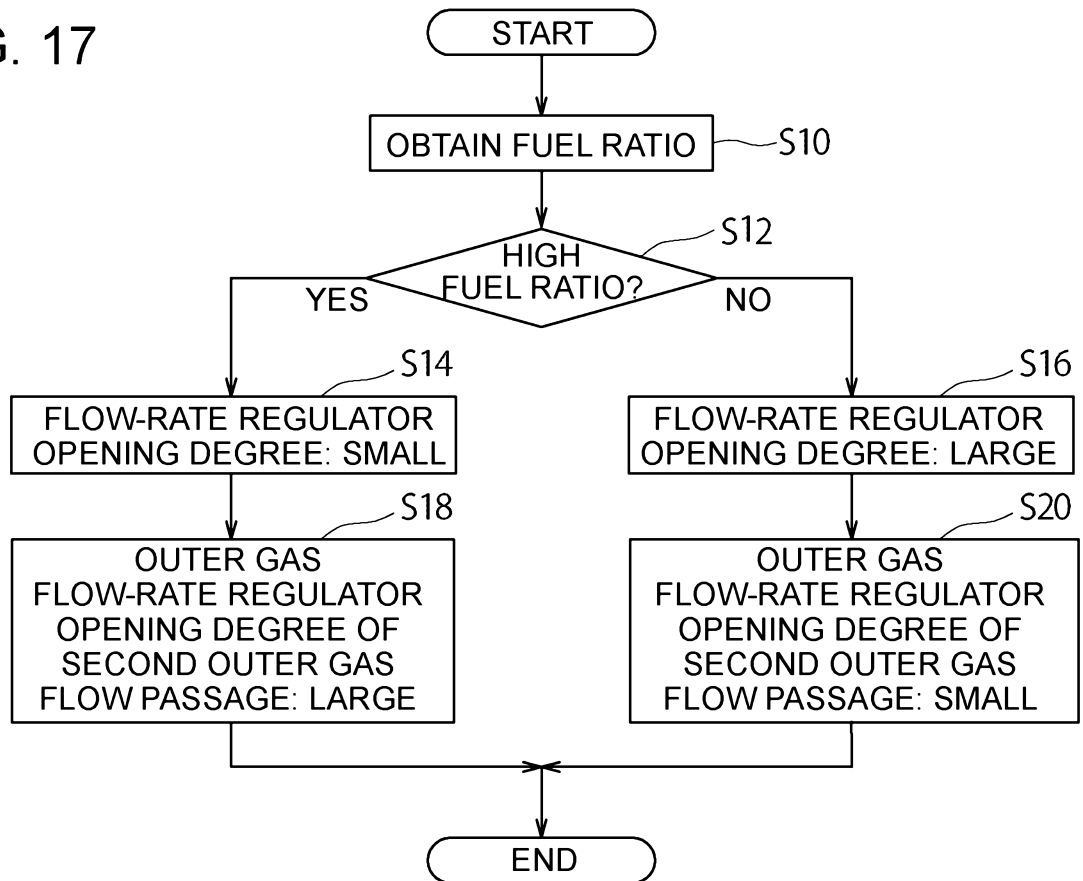 G. 17
START
OBTAIN FUEL RATIO
S10
HIGH
FUEL RATIO?
S12
YES
NO
S14
FLOW-RATE REGULATOR
OPENING DEGREE: SMALL
S16
FLOW-RATE REGULATOR
OPENING DEGREE: LARGE
S18
OUTER GAS
FLOW-RATE REGULATOR
OPENING DEGREE OF
SECOND OUTER GAS
FLOW PASSAGE: LARGE
S20
OUTER GAS
FLOW-RATE REGULATOR
OPENING DEGREE OF
SECOND OUTER GAS
FLOW PASSAGE: SMALL
END